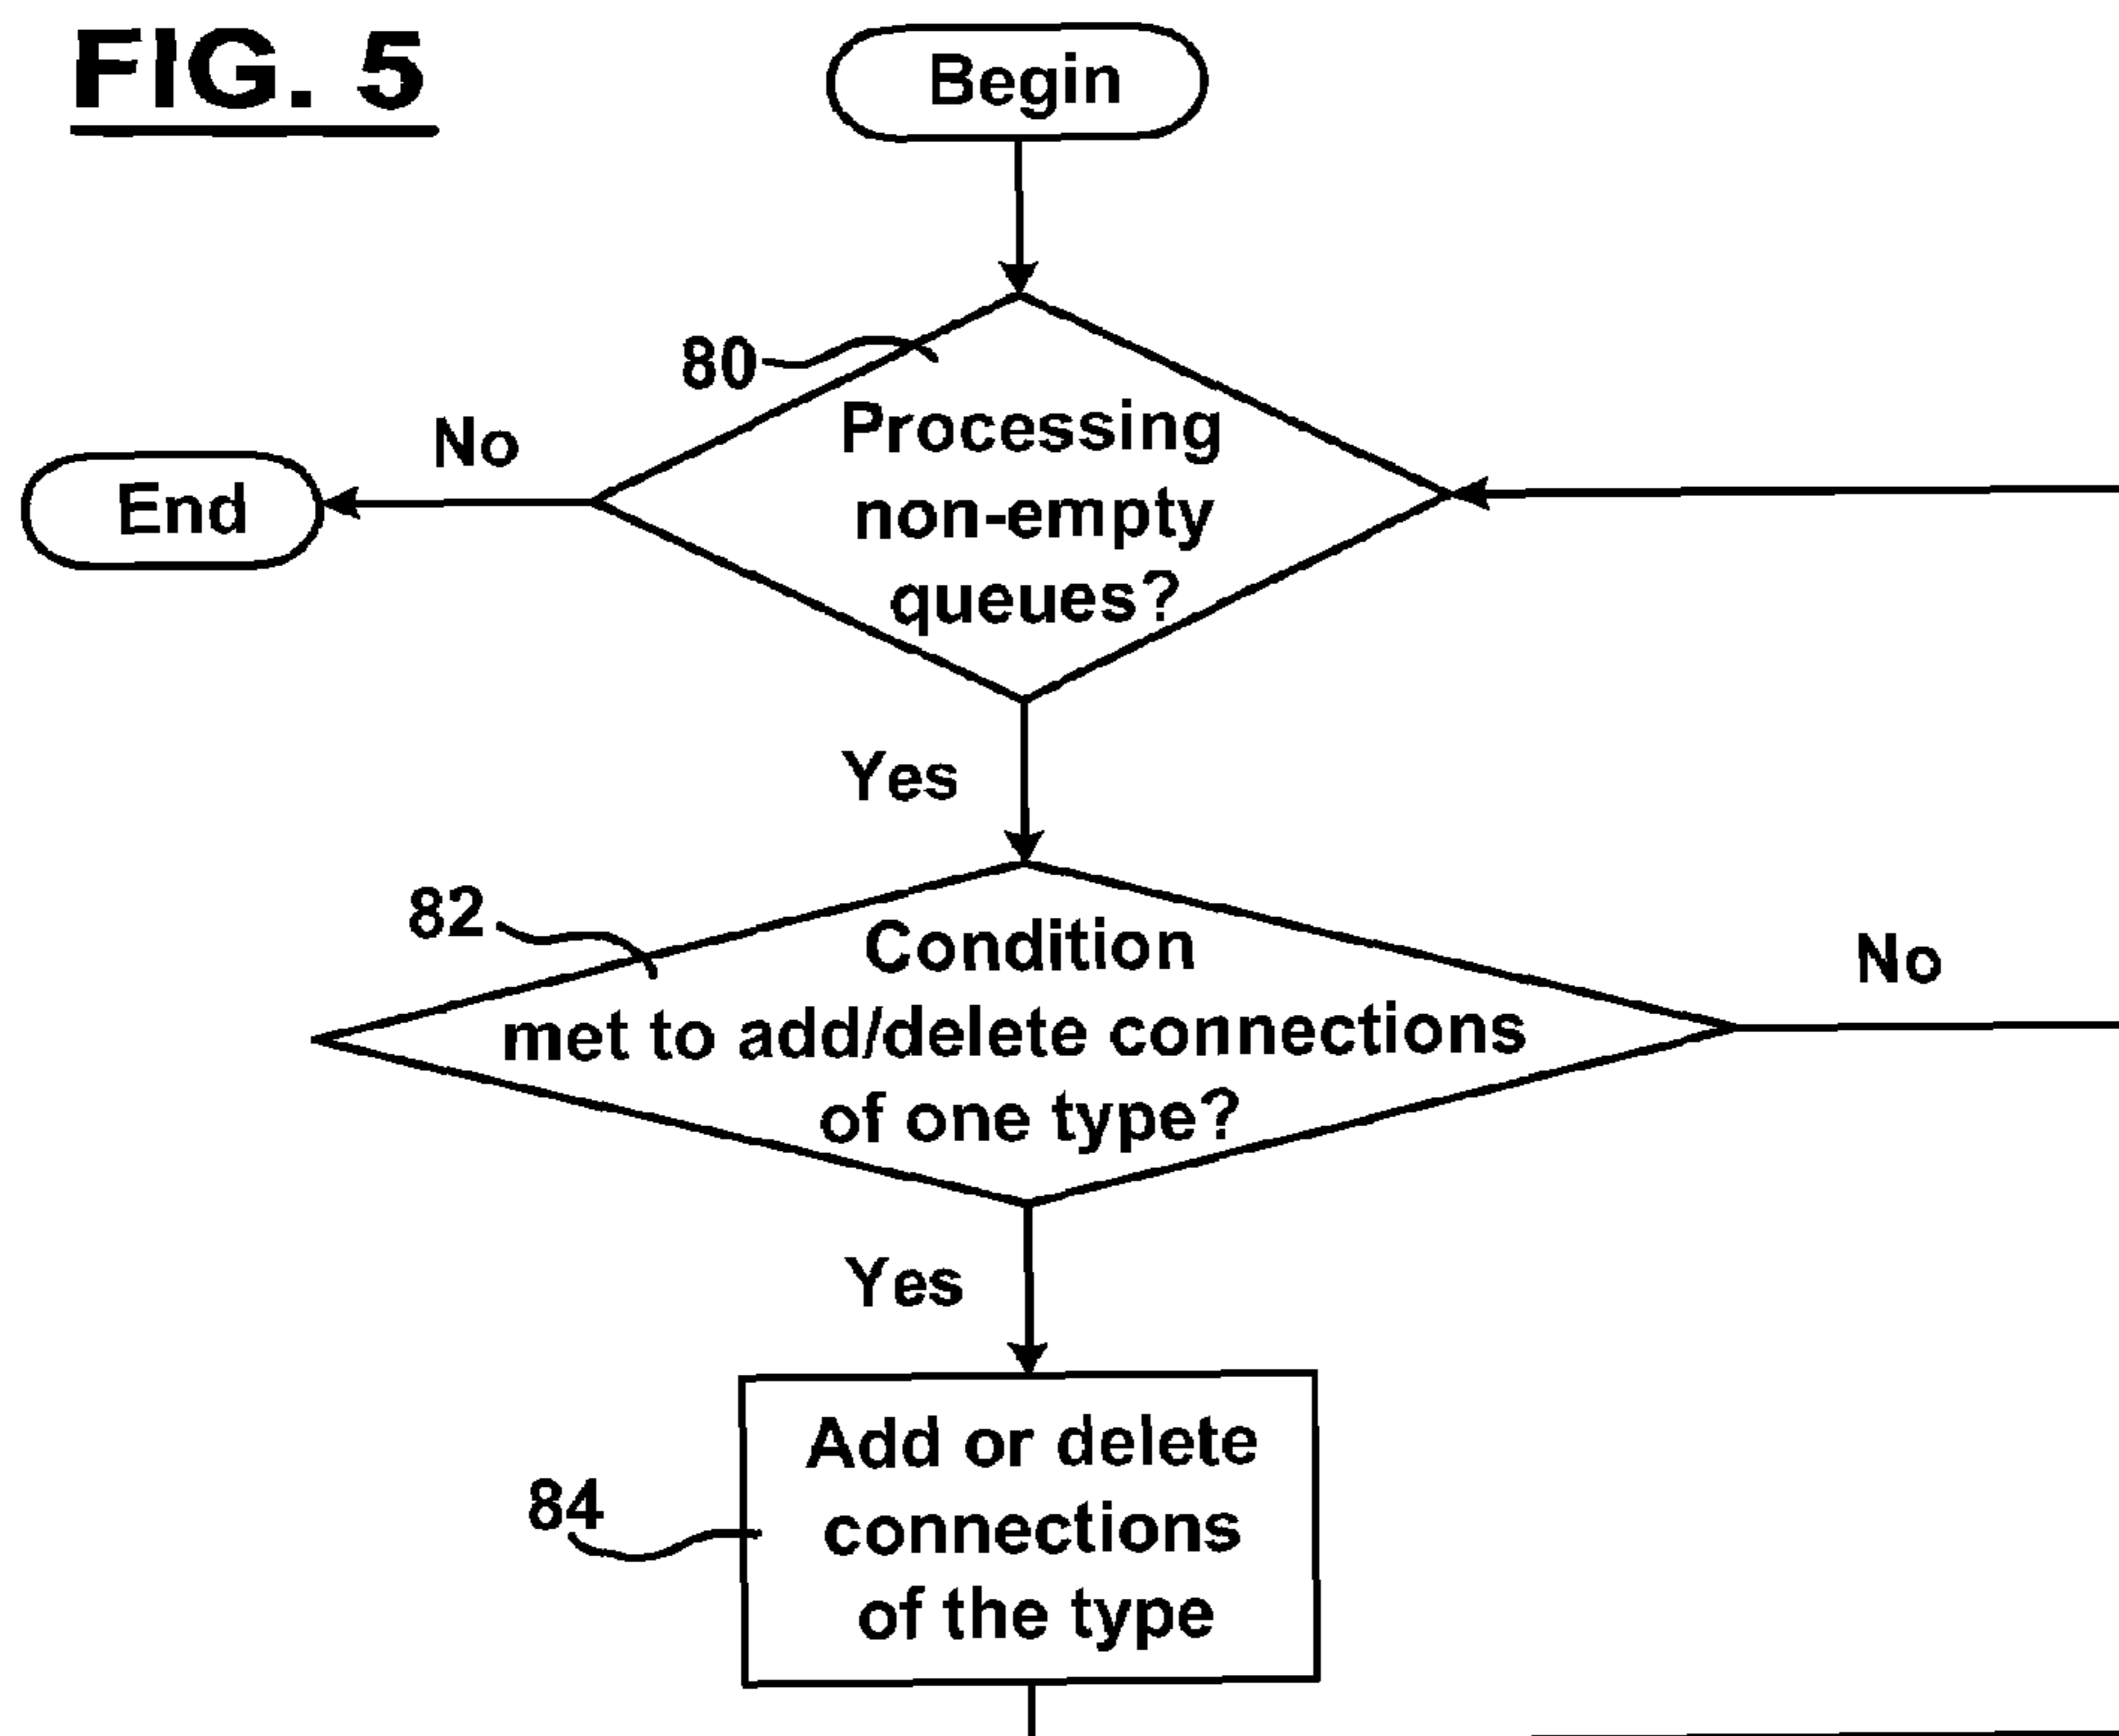 FIG. 5
Begin
80
Processing
non-empty
queues?
No
End
Yes
82
Condition
met to add/delete connections
of one type?
No
Yes
84
Add or delete
connections
of the type